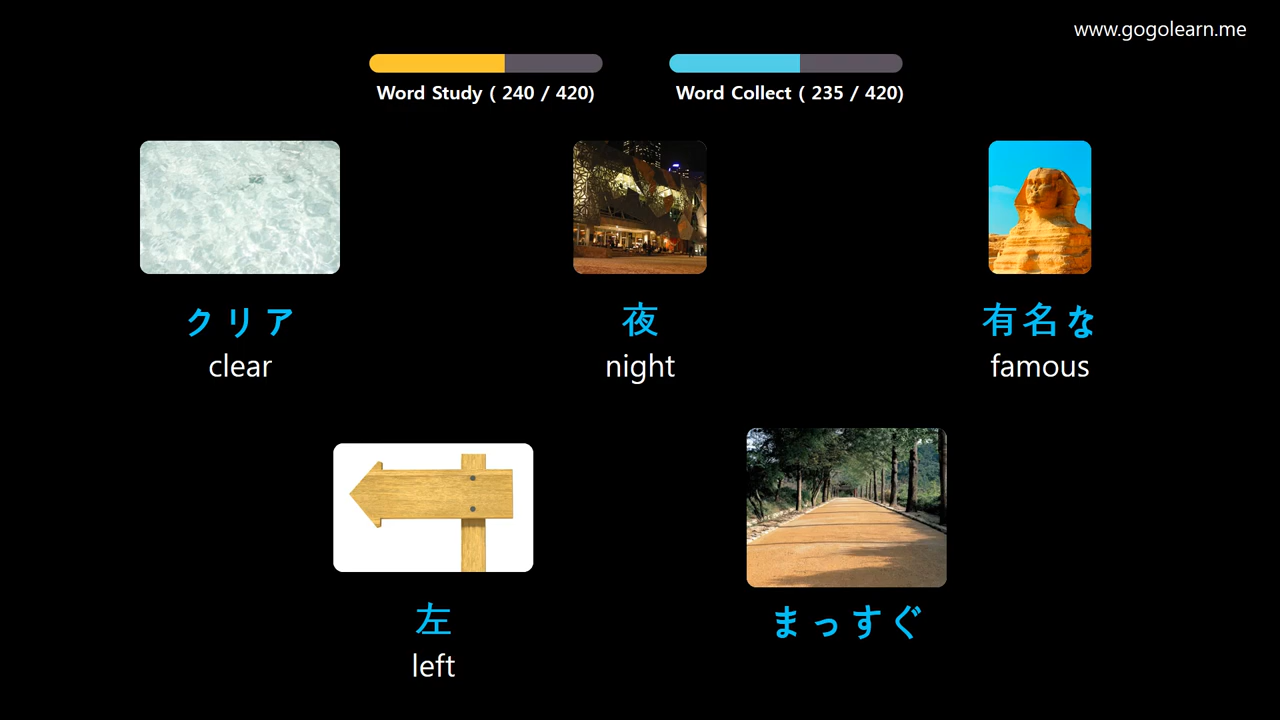 www.gogolearn.me
Word Study ( 240 / 420)
Word Collect ( 235 / 420)
クリア
clear
夜
night
有名な
famous
左
left
まっすぐ